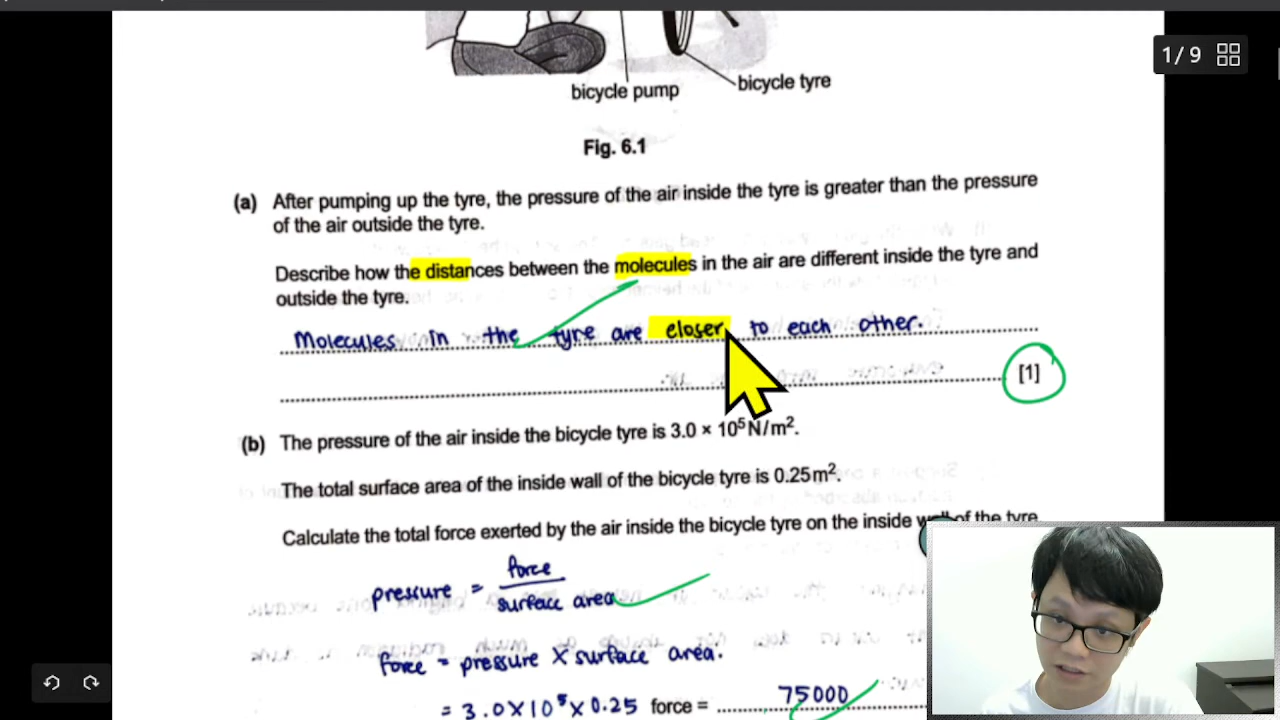 1/9
bicycle pump
bicycle tyre
Fig. 6.1
(a) After pumping up the tyre, the pressure of the air inside the tyre is greater than the pressure
of the air outside the tyre.
Describe how the distances between the molecules in the air are different inside the tyre and
outside the tyre.
Molecules in the tyre are closer to each other.
[1]
(b) The pressure of the air inside the bicycle tyre is 3.0 × 10⁵ N/m².
The total surface area of the inside wall of the bicycle tyre is 0.25 m².
Calculate the total force exerted by the air inside the bicycle tyre on the inside wall of the tyre
pressure = force / surface area
force = pressure X surface area.
= 3.0 X 10⁵ X 0.25 force = 75000